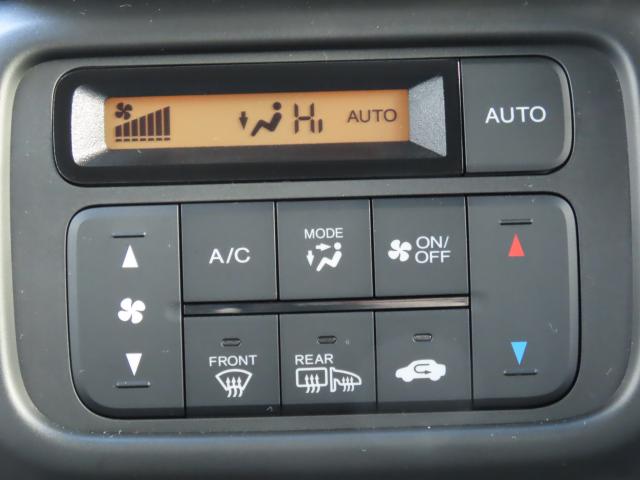 Hi AUTO
AUTO
A/C
MODE
ON/
OFF
FRONT
REAR